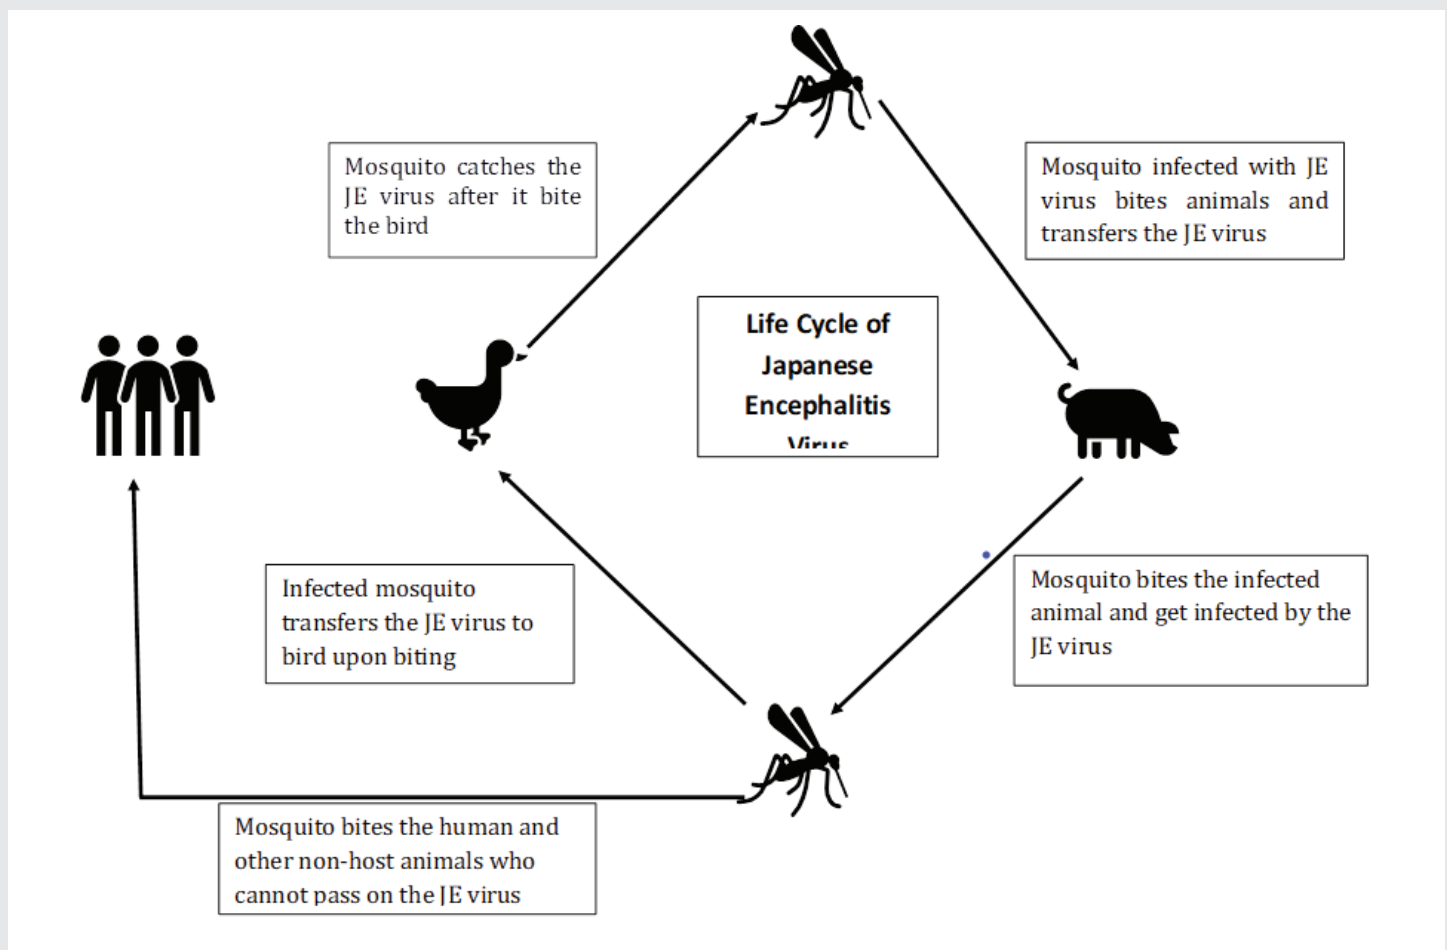 Mosquito catches the
JE virus after it bite
the bird
Mosquito infected with JE
virus bites animals and
transfers the JE virus
Life Cycle of
Japanese
Encephalitis
Virus
Infected mosquito
transfers the JE virus to
bird upon biting
Mosquito bites the infected
animal and get infected by the
JE virus
Mosquito bites the human and
other non-host animals who
cannot pass on the JE virus